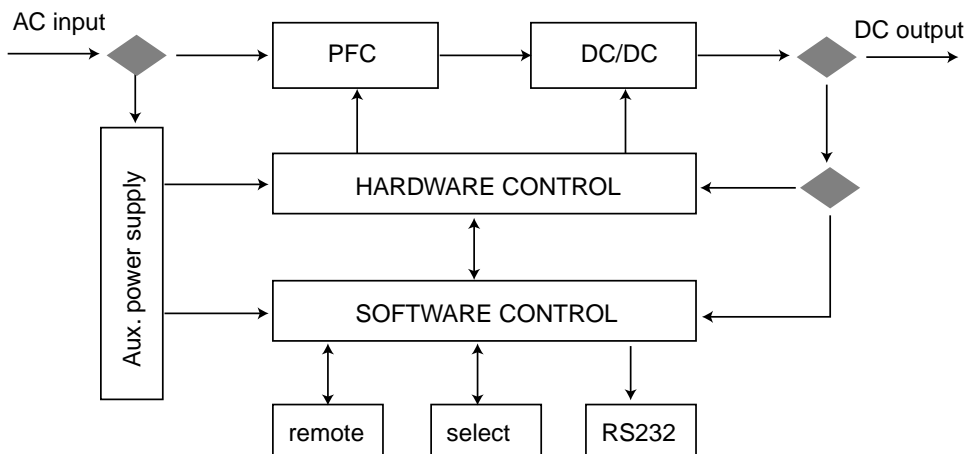 AC input
DC output
PFC
DC/DC
HARDWARE CONTROL
Aux. power supply
SOFTWARE CONTROL
remote
select
RS232